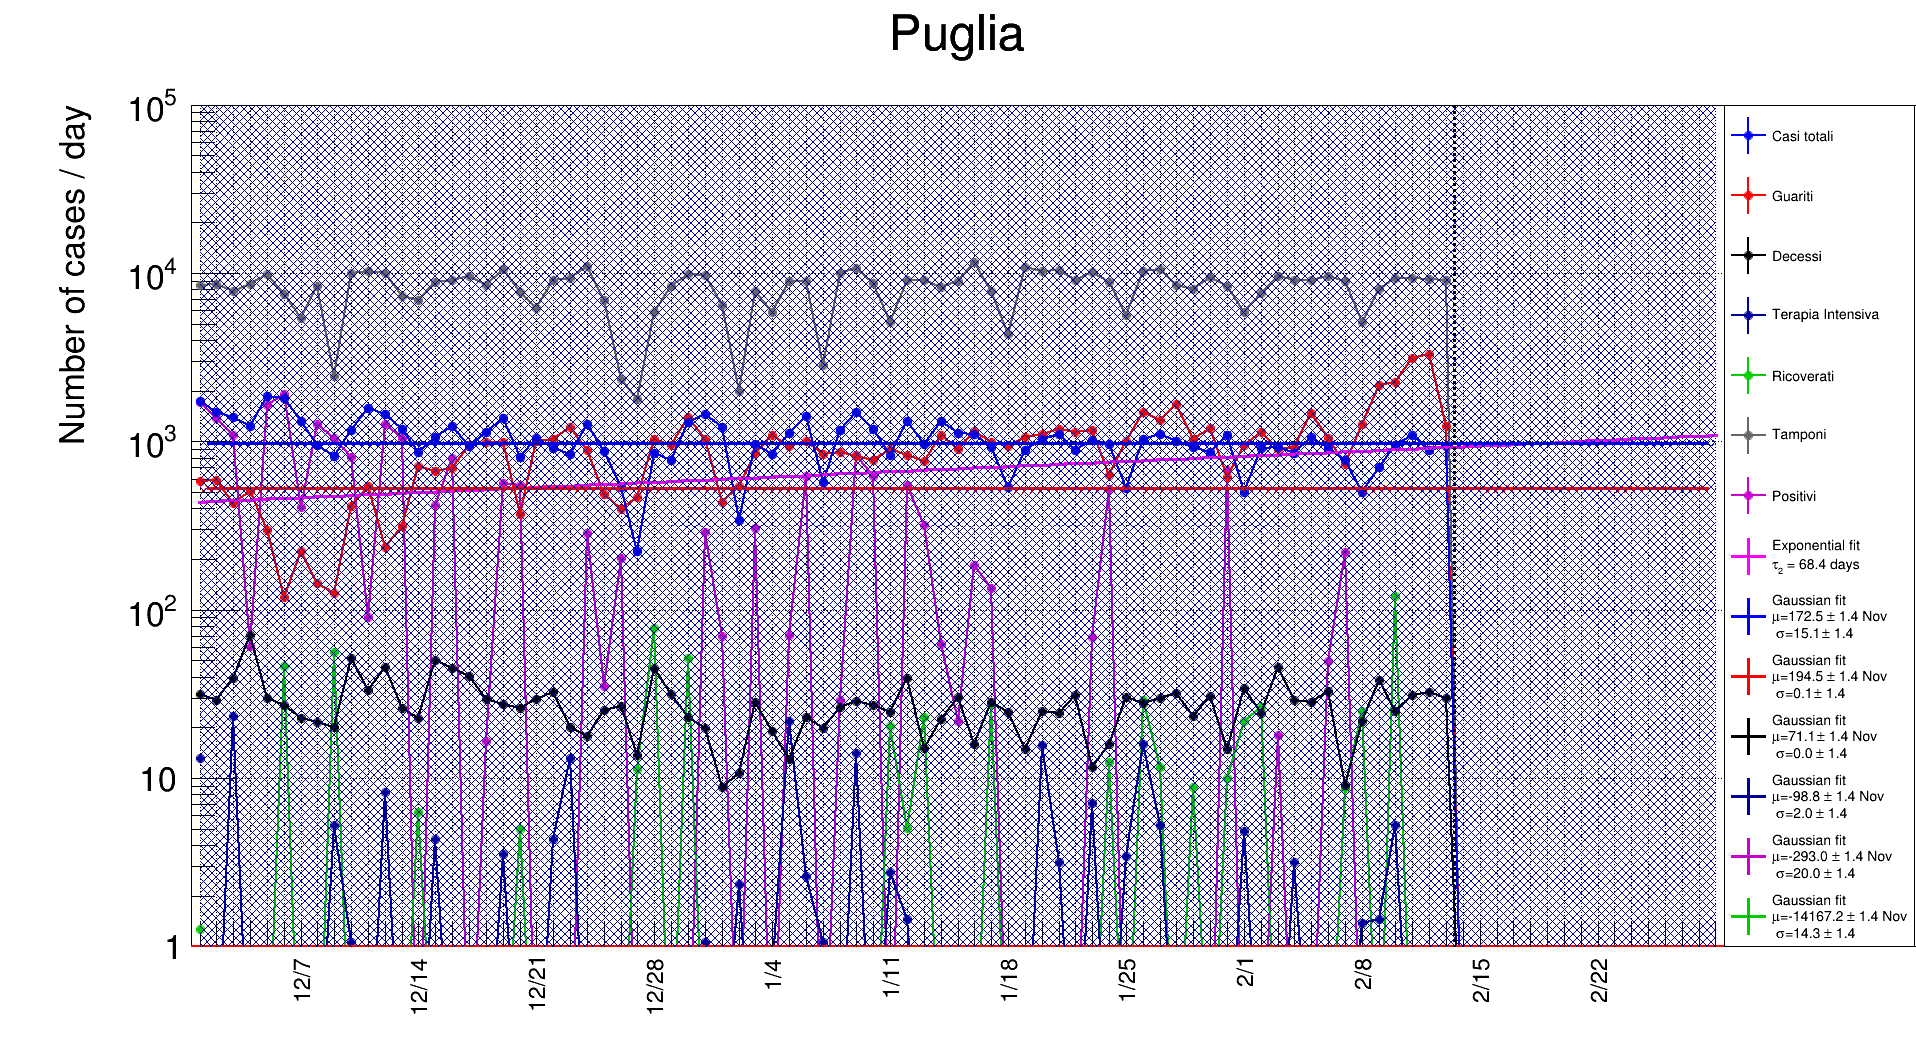 Puglia
Number of cases / day
10^5
10^4
10^3
10^2
10
1
12/7
12/14
12/21
12/28
1/4
1/11
1/18
1/25
2/1
2/8
2/15
2/22
Casi totali
Guariti
Decessi
Terapia Intensiva
Ricoverati
Tamponi
Positivi
Exponential fit
τ₂ = 68.4 days
Gaussian fit
μ=172.5 ± 1.4 Nov
σ=15.1 ± 1.4
Gaussian fit
μ=194.5 ± 1.4 Nov
σ=0.1 ± 1.4
Gaussian fit
μ=71.1 ± 1.4 Nov
σ=0.0 ± 1.4
Gaussian fit
μ=-98.8 ± 1.4 Nov
σ=2.0 ± 1.4
Gaussian fit
μ=-293.0 ± 1.4 Nov
σ=20.0 ± 1.4
Gaussian fit
μ=-14167.2 ± 1.4 Nov
σ=14.3 ± 1.4